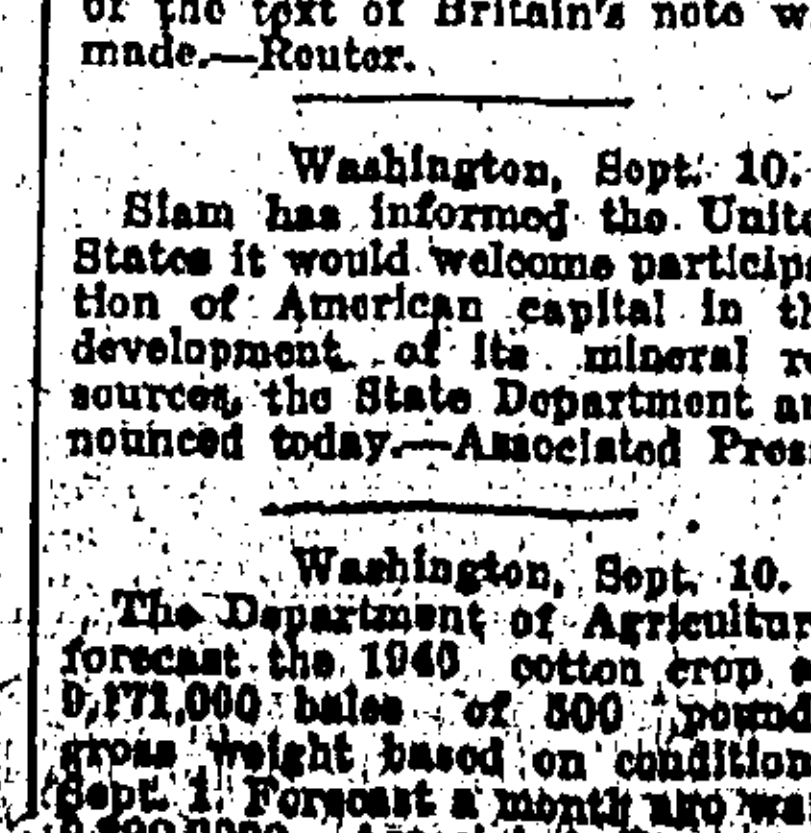 of the text of Britain's note w
made.—Reuter.
Washington, Sept. 10.
Siam has informed the Unite
States it would welcome participa
tion of American capital in th
development of its mineral re
sources, the State Department an
nounced today.—Associated Pres
Washington, Sept. 10.
The Department of Agricultur
forecast the 1940 cotton crop a
bales of 500 pound
gross weight based on condition
Sept. 1. Forecast a month ago wa